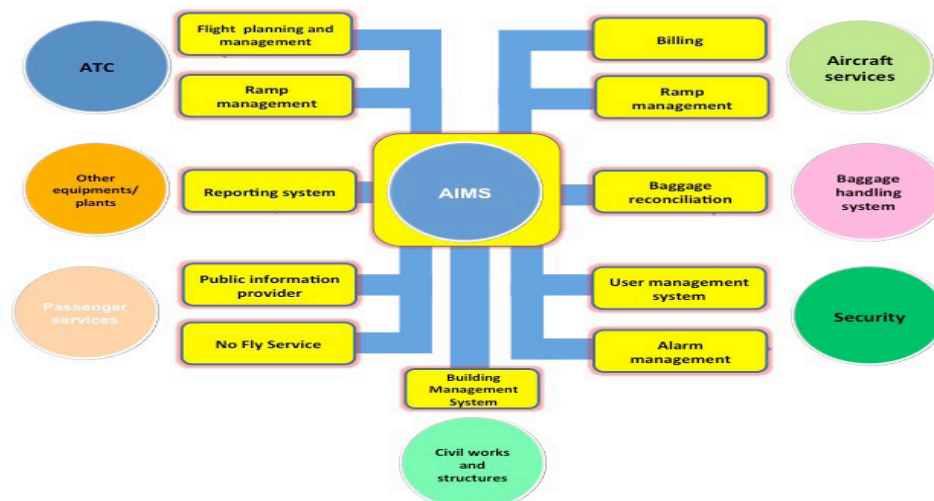 Flight planning and
management
Billing
ATC
Aircraft
services
Ramp
management
Ramp
management
Other
equipments/
plants
Reporting system
AIMS
Baggage
reconciliation
Baggage
handling
system
Public information
provider
User management
system
Passenger
services
Security
No Fly Service
Alarm
management
Building
Management
System
Civil works
and
structures